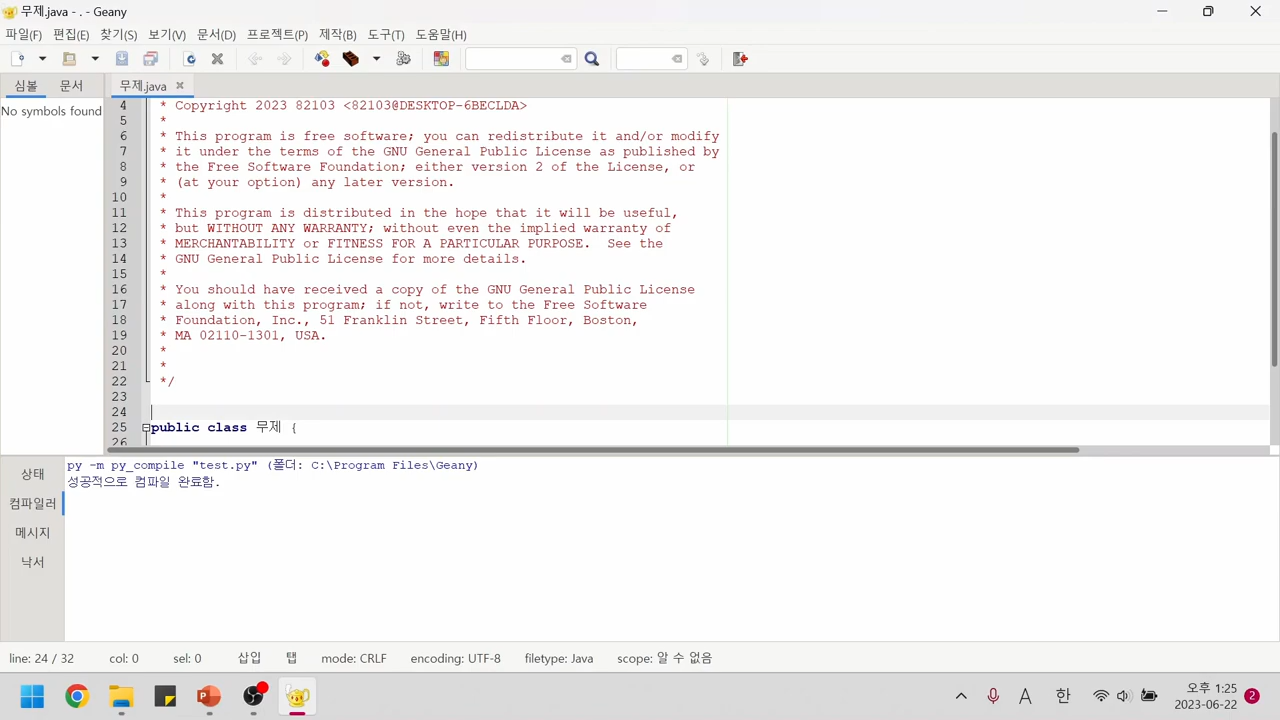 무제.java - . - Geany
파일(F) 편집(E) 찾기(S) 보기(V) 문서(D) 프로젝트(P) 제작(B) 도구(T) 도움말(H)
심볼 문서 무제.java
No symbols found
4 * Copyright 2023 82103 <82103@DESKTOP-6BECLDA>
5 *
6 * This program is free software; you can redistribute it and/or modify
7 * it under the terms of the GNU General Public License as published by
8 * the Free Software Foundation; either version 2 of the License, or
9 * (at your option) any later version.
10 *
11 * This program is distributed in the hope that it will be useful,
12 * but WITHOUT ANY WARRANTY; without even the implied warranty of
13 * MERCHANTABILITY or FITNESS FOR A PARTICULAR PURPOSE.  See the
14 * GNU General Public License for more details.
15 *
16 * You should have received a copy of the GNU General Public License
17 * along with this program; if not, write to the Free Software
18 * Foundation, Inc., 51 Franklin Street, Fifth Floor, Boston,
19 * MA 02110-1301, USA.
20 *
21 *
22 */
23
24
25 public class 무제 {
26
상태
컴파일러
메시지
낙서
py -m py_compile "test.py" (폴더: C:\Program Files\Geany)
성공적으로 컴파일 완료함.
line: 24 / 32 col: 0 sel: 0 삽입 탭 mode: CRLF encoding: UTF-8 filetype: Java scope: 알 수 없음
A 한 오후 1:25
2023-06-22 2